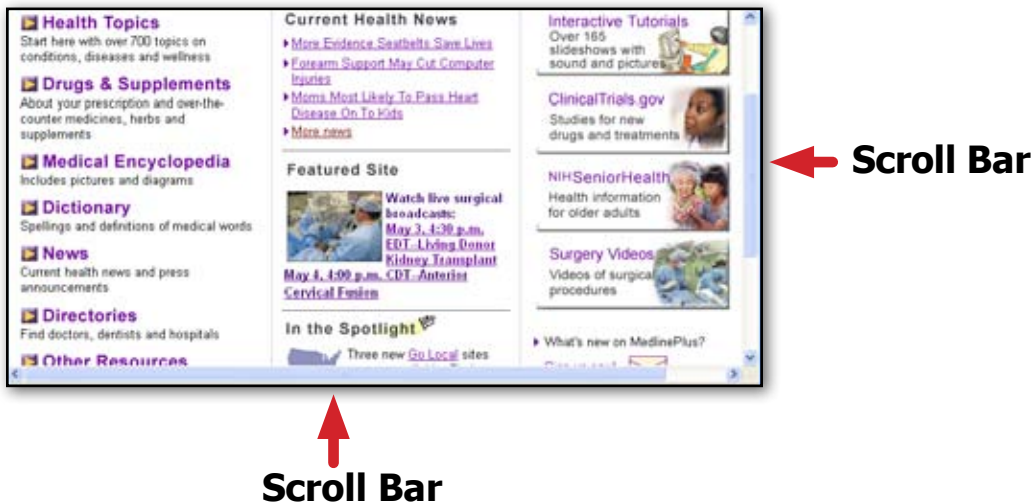 Health Topics
Start here with over 700 topics on
conditions, diseases and wellness
Drugs & Supplements
About your prescription and over-the-
counter medicines, herbs and
supplements
Medical Encyclopedia
Includes pictures and diagrams
Dictionary
Spellings and definitions of medical words
News
Current health news and press
announcements
Directories
Find doctors, dentists and hospitals
Other Resources
Current Health News
More Evidence Seatbelts Save Lives
Forearm Support May Cut Computer
Injuries
Moms Most Likely To Pass Heart
Disease On To Kids
More news
Featured Site
Watch live surgical
broadcasts:
May 3, 4:30 p.m.
EDT--Living Donor
Kidney Transplant
May 4, 4:00 p.m. CDT--Anterior
Cervical Fusion
In the Spotlight
Three new Go Local sites
Interactive Tutorials
Over 165
slideshows with
sound and pictures
ClinicalTrials.gov
Studies for new
drugs and treatments
NIHSeniorHealth
Health information
for older adults
Surgery Videos
Videos of surgical
procedures
What's new on MedlinePlus?
Scroll Bar
Scroll Bar